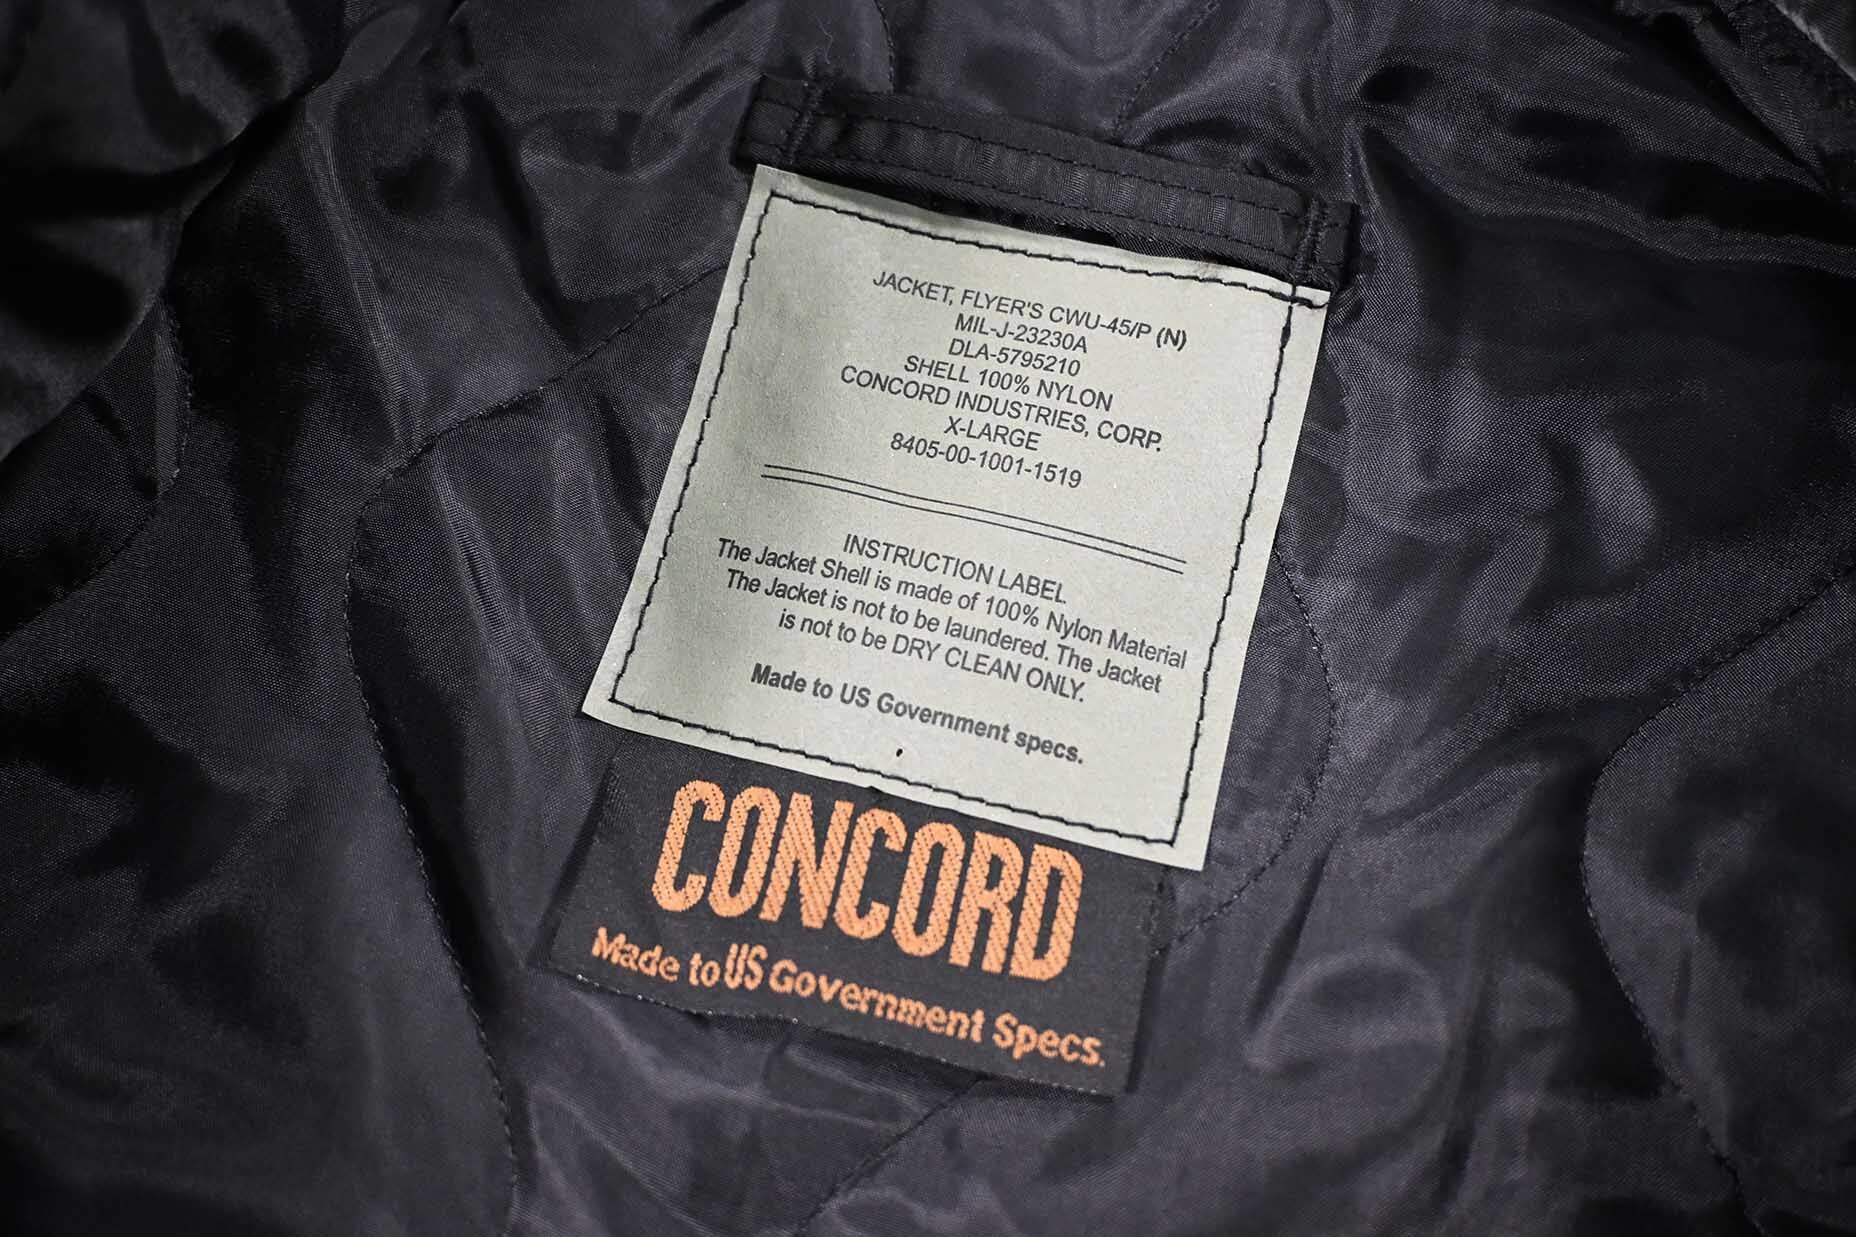 JACKET, FLYER'S CWU-45/P (N)
MIL-J-23230A
DLA-5795210
SHELL 100% NYLON
CONCORD INDUSTRIES, CORP.
X-LARGE
8405-00-1001-1519
INSTRUCTION LABEL
The Jacket Shell is made of 100% Nylon Material
The Jacket is not to be laundered. The Jacket
is not to be DRY CLEAN ONLY.
Made to US Government specs.
CONCORD
Made to US Government Specs.